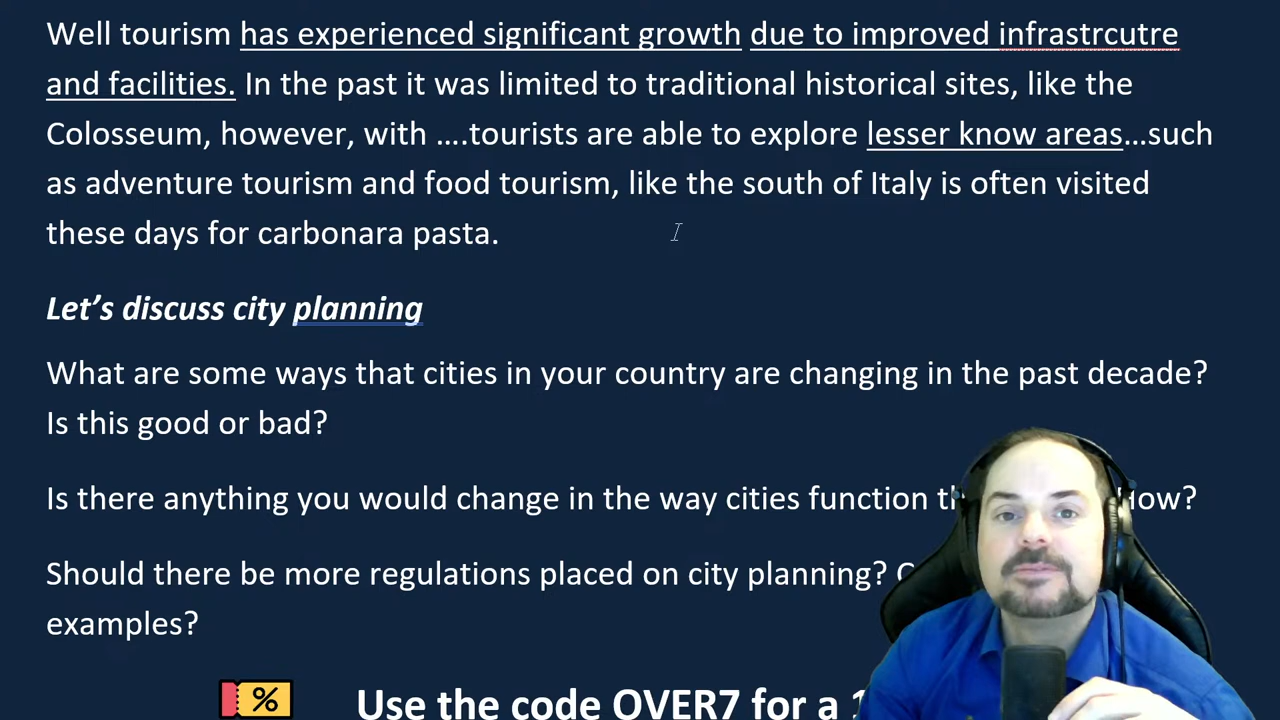 Well tourism has experienced significant growth due to improved infrastrcutre
and facilities. In the past it was limited to traditional historical sites, like the
Colosseum, however, with ....tourists are able to explore lesser know areas...such
as adventure tourism and food tourism, like the south of Italy is often visited
these days for carbonara pasta.
Let's discuss city planning
What are some ways that cities in your country are changing in the past decade?
Is this good or bad?
Is there anything you would change in the way cities function
Should there be more regulations placed on city planning?
examples?
% Use the code OVER7 for a